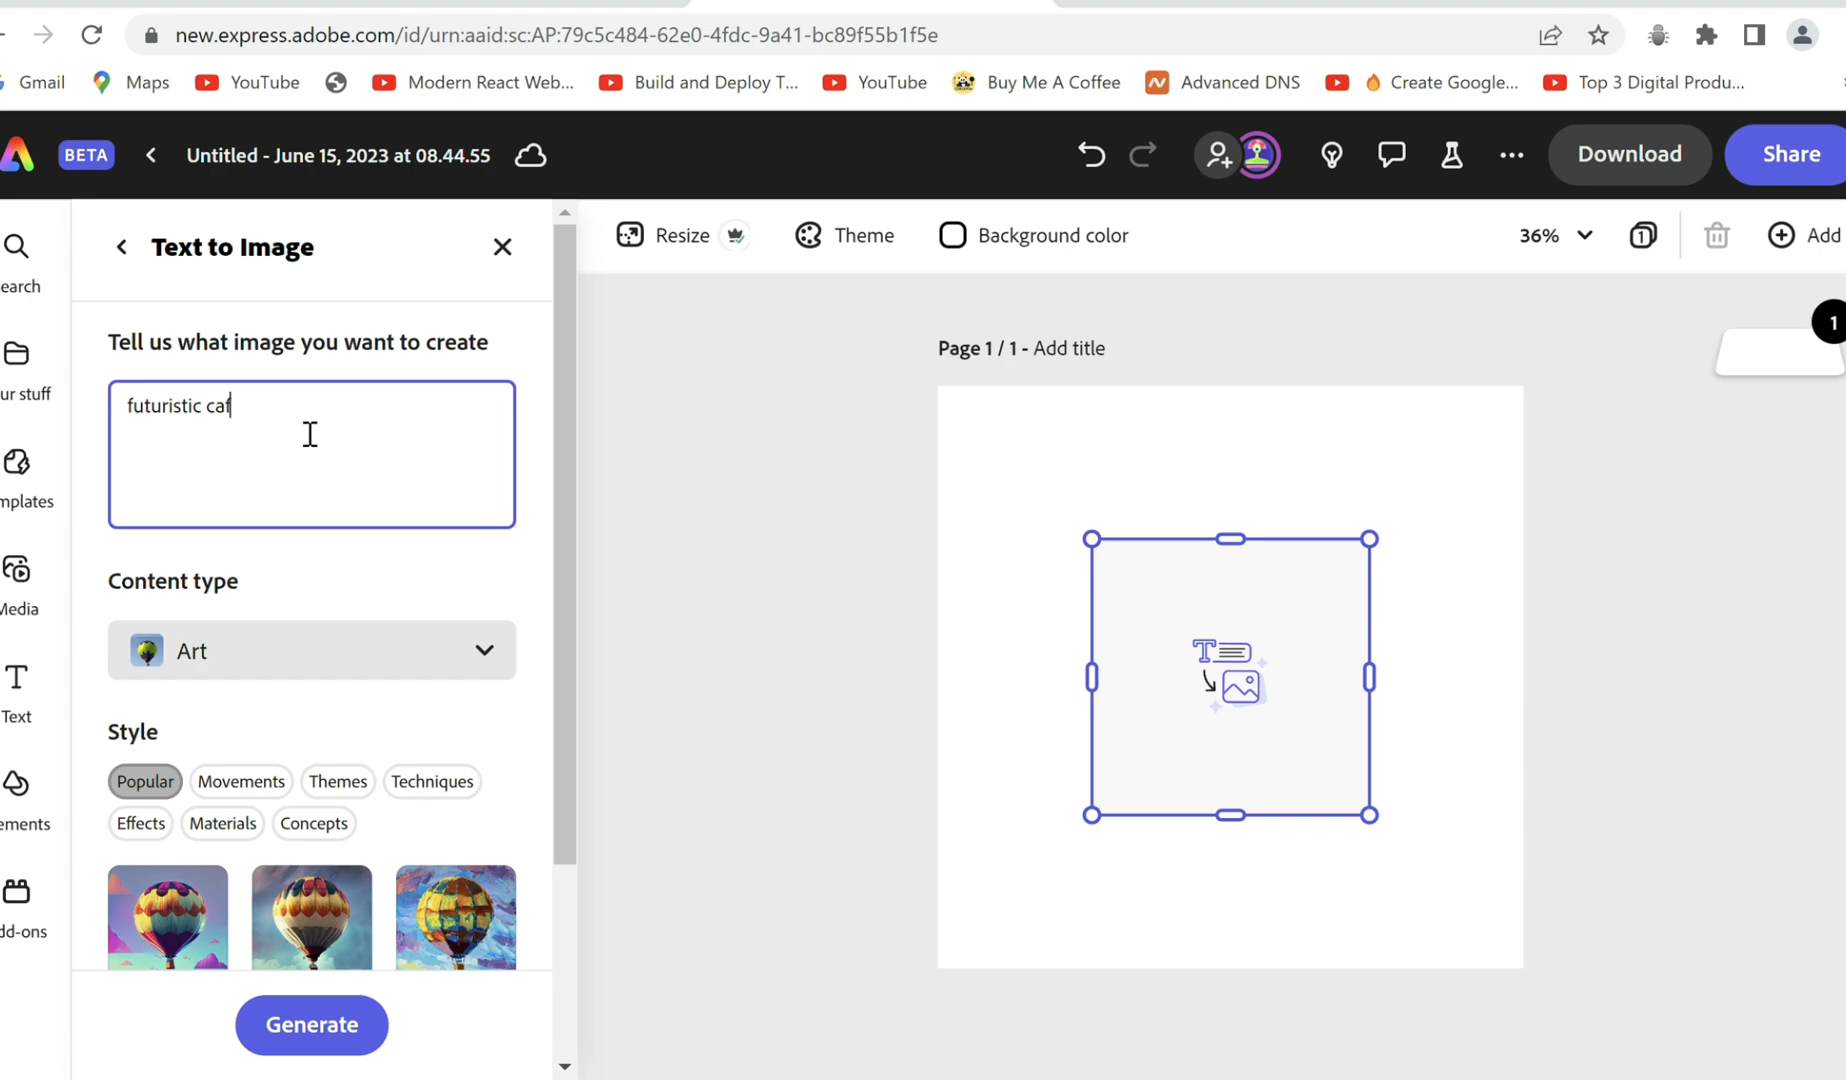 new.express.adobe.com/id/urn:aaid:sc:AP:79c5c484-62e0-4fdc-9a41-bc89f55b1f5e
Gmail Maps YouTube Modern React Web... Build and Deploy T... YouTube Buy Me A Coffee Advanced DNS Create Google... Top 3 Digital Produ...
BETA Untitled - June 15, 2023 at 08.44.55 Download Share
Text to Image
Resize Theme Background color 36% 1 Add
earch
ur stuff
mplates
Media
Text
ements
dd-ons
Tell us what image you want to create
futuristic caf
Content type
Art
Style
Popular Movements Themes Techniques
Effects Materials Concepts
Generate
Page 1 / 1 - Add title
1
T